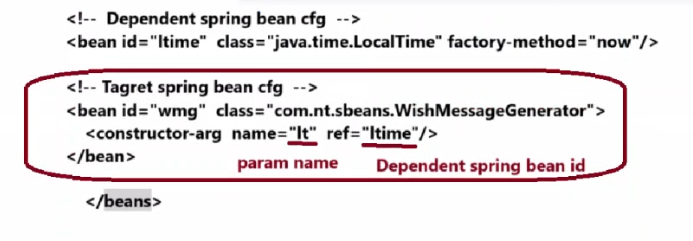 <!-- Dependent spring bean cfg -->
<bean id="ltime" class="java.time.LocalTime" factory-method="now"/>
<!-- Tagret spring bean cfg -->
<bean id="wmg" class="com.nt.sbeans.WishMessageGenerator">
<constructor-arg name="lt" ref="ltime"/>
</bean>
param name Dependent spring bean id
</beans>